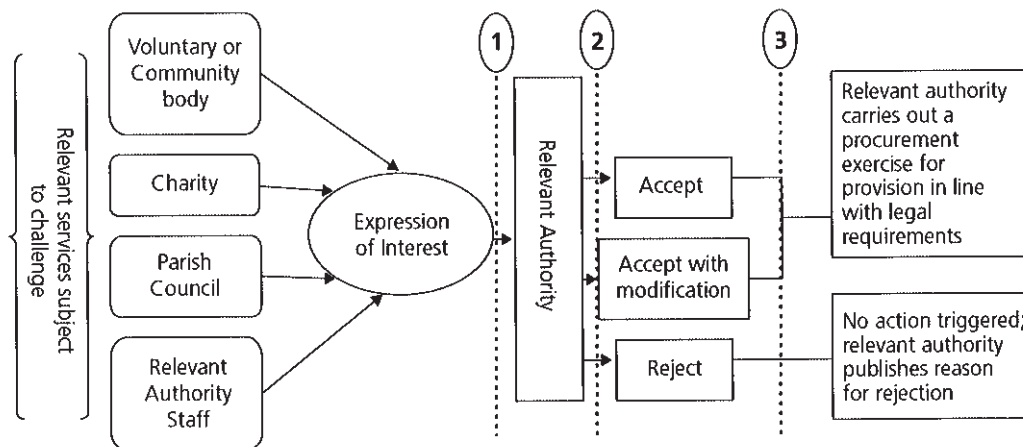 Relevant services subject
to challenge
Voluntary or
Community
body
Charity
Parish
Council
Relevant
Authority
Staff
Expression
of Interest
1
Relevant Authority
2
Accept
Accept with
modification
Reject
3
Relevant authority
carries out a
procurement
exercise for
provision in line
with legal
requirements
No action triggered;
relevant authority
publishes reason
for rejection